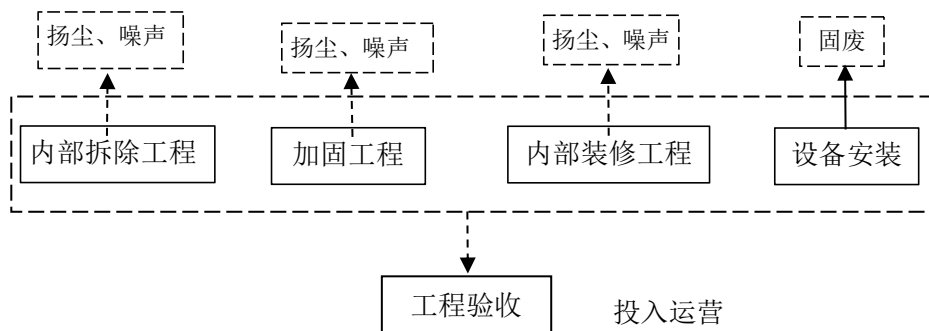 扬尘、噪声
扬尘、噪声
扬尘、噪声
固废
内部拆除工程
加固工程
内部装修工程
设备安装
工程验收
投入运营